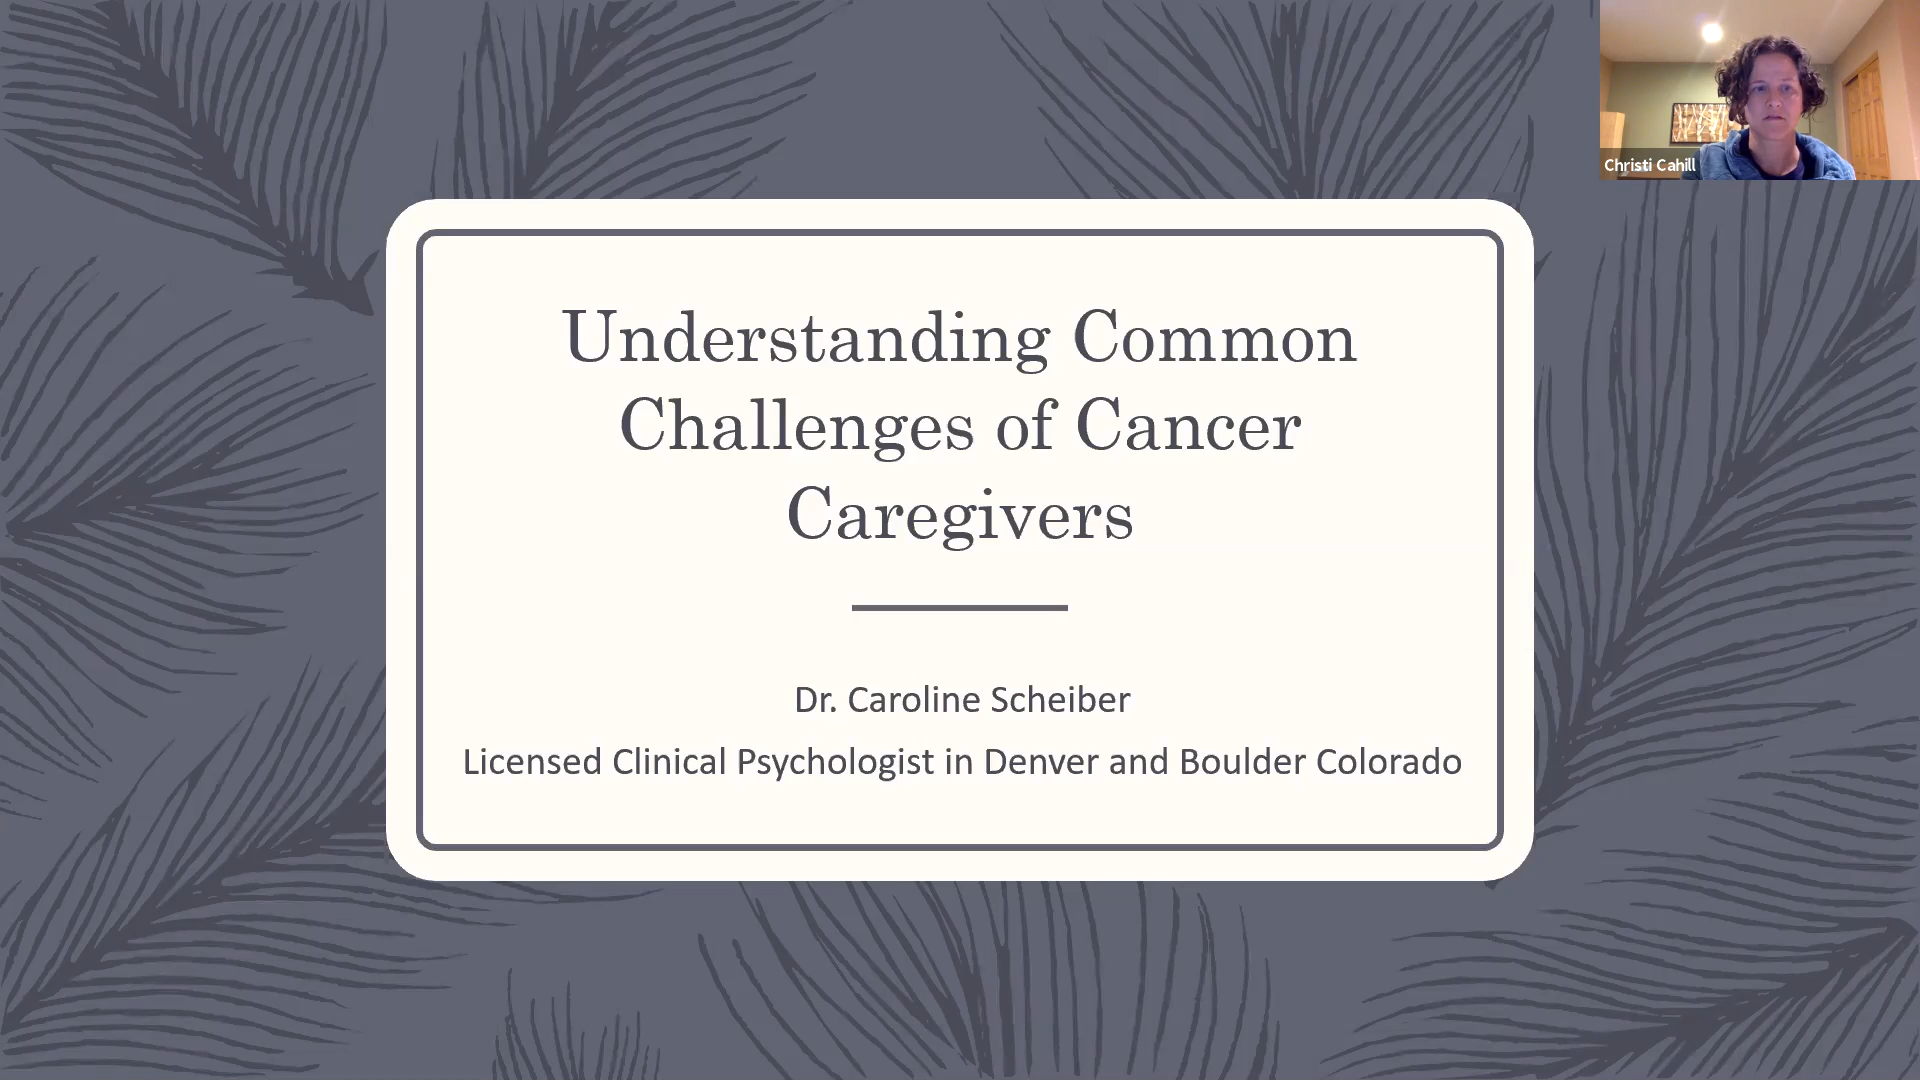 Christi Cahill
Understanding Common
Challenges of Cancer
Caregivers
Dr. Caroline Scheiber
Licensed Clinical Psychologist in Denver and Boulder Colorado